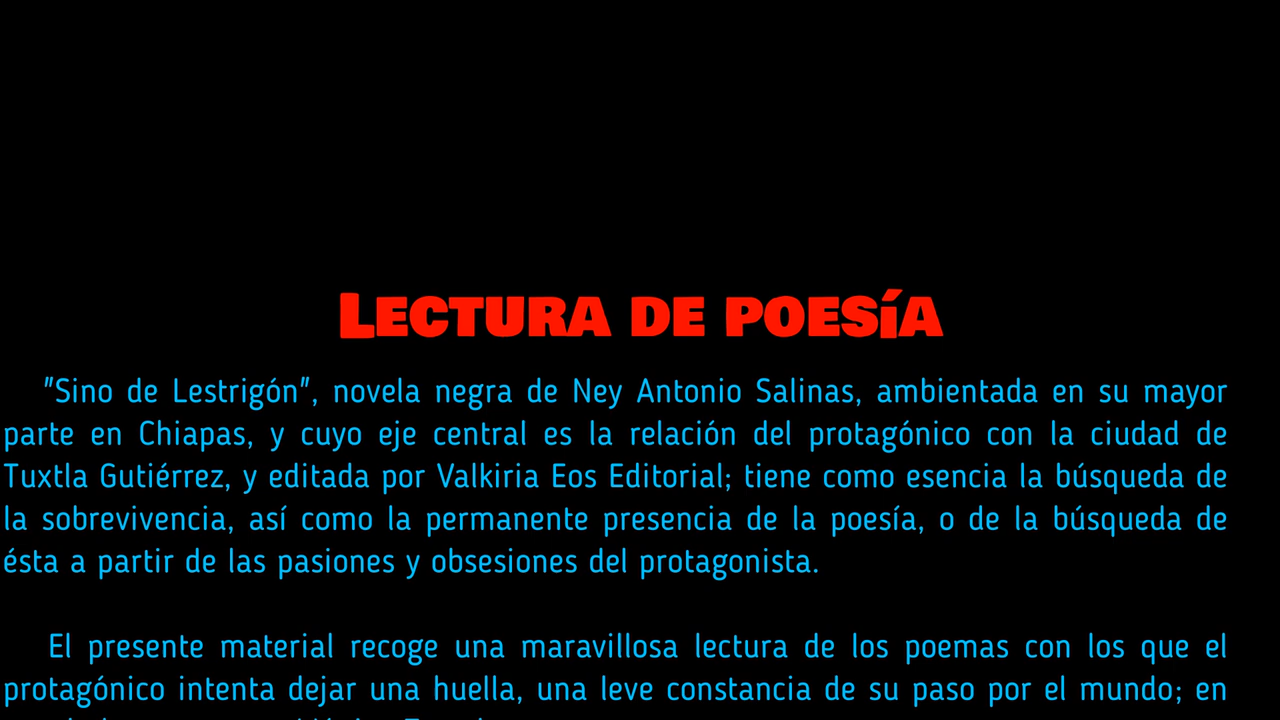 Lectura de poesía
"Sino de Lestrigón", novela negra de Ney Antonio Salinas, ambientada en su mayor
parte en Chiapas, y cuyo eje central es la relación del protagónico con la ciudad de
Tuxtla Gutiérrez, y editada por Valkiria Eos Editorial; tiene como esencia la búsqueda de
la sobrevivencia, así como la permanente presencia de la poesía, o de la búsqueda de
ésta a partir de las pasiones y obsesiones del protagonista.
El presente material recoge una maravillosa lectura de los poemas con los que el
protagónico intenta dejar una huella, una leve constancia de su paso por el mundo; en